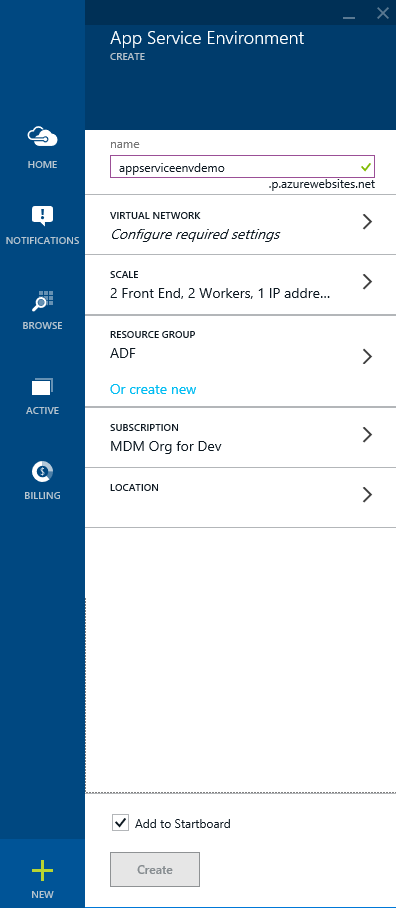 App Service Environment
CREATE
HOME
NOTIFICATIONS
BROWSE
ACTIVE
BILLING
NEW
name
appserviceenvdemo
.p.azurewebsites.net
VIRTUAL NETWORK
Configure required settings
SCALE
2 Front End, 2 Workers, 1 IP addre...
RESOURCE GROUP
ADF
Or create new
SUBSCRIPTION
MDM Org for Dev
LOCATION
Add to Startboard
Create